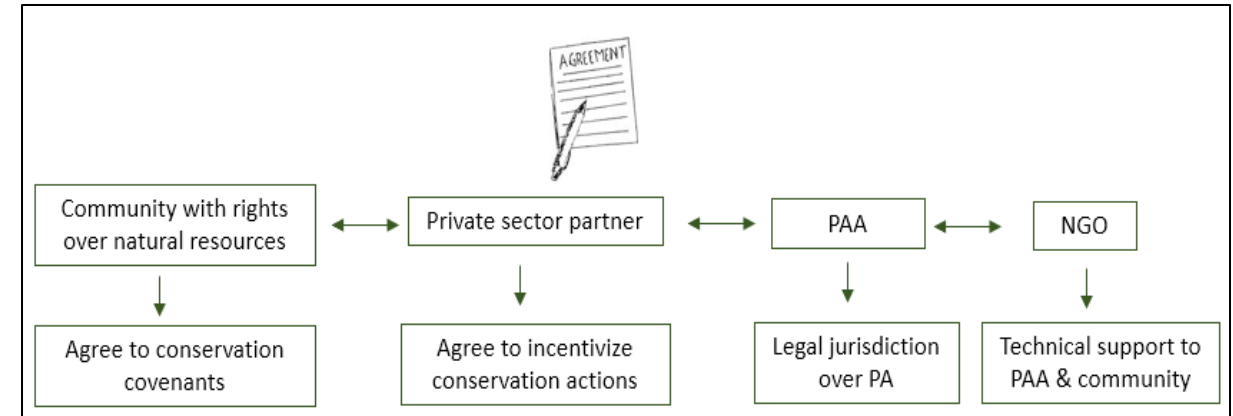 AGREEMENT
Community with rights
over natural resources
Private sector partner
PAA
NGO
Agree to conservation
covenants
Agree to incentivize
conservation actions
Legal jurisdiction
over PA
Technical support to
PAA & community